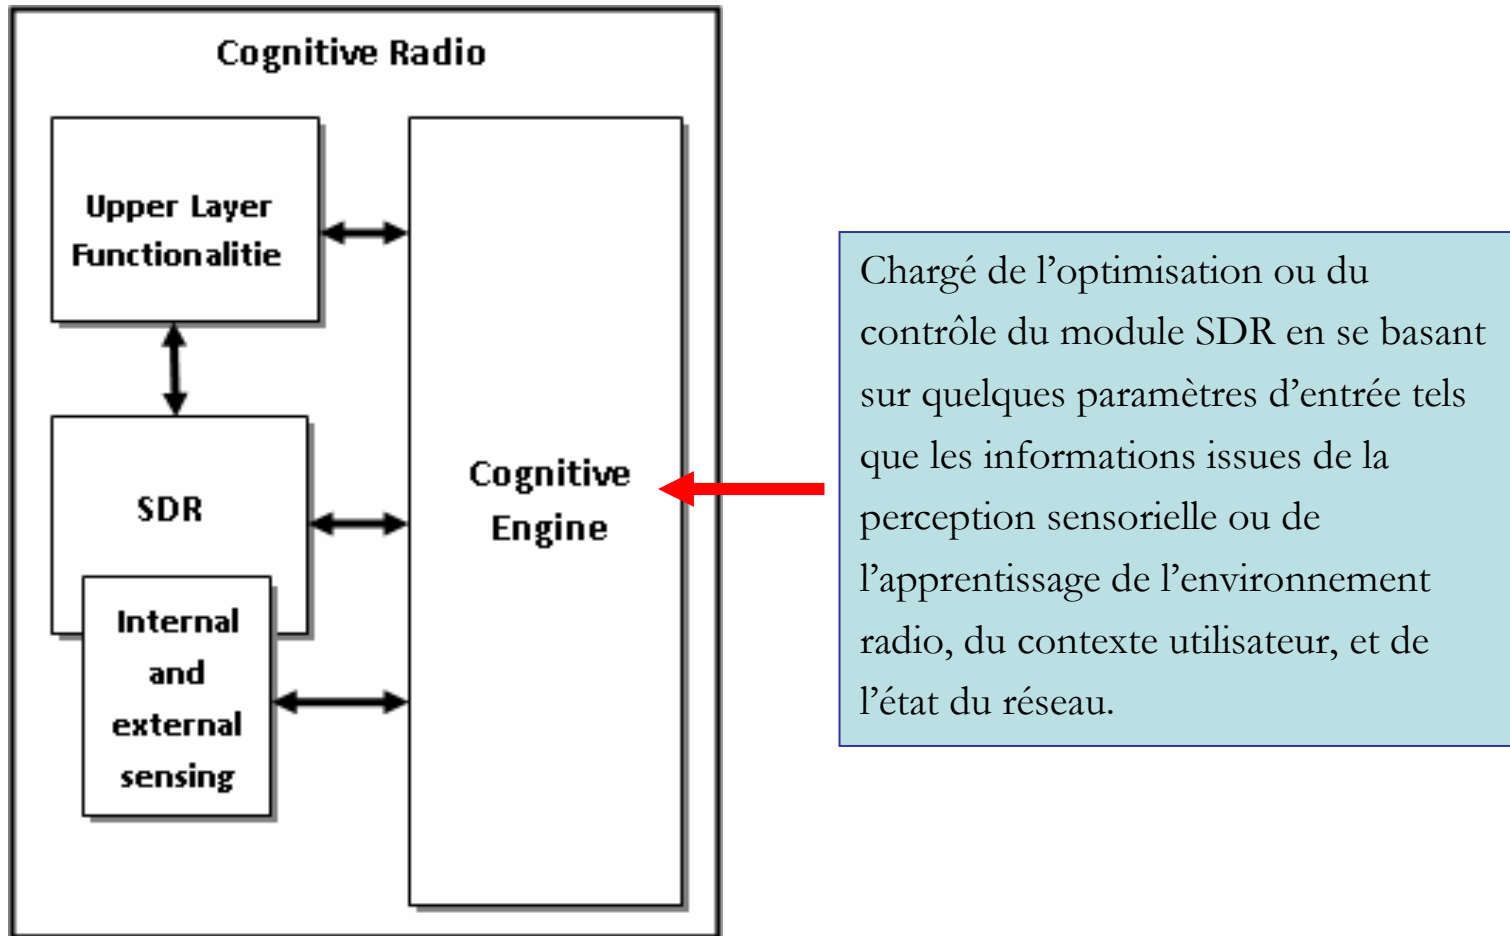 Cognitive Radio
Upper Layer
Functionalitie
SDR
Internal
and
external
sensing
Cognitive
Engine
Chargé de l’optimisation ou du
contrôle du module SDR en se basant
sur quelques paramètres d’entrée tels
que les informations issues de la
perception sensorielle ou de
l’apprentissage de l’environnement
radio, du contexte utilisateur, et de
l’état du réseau.